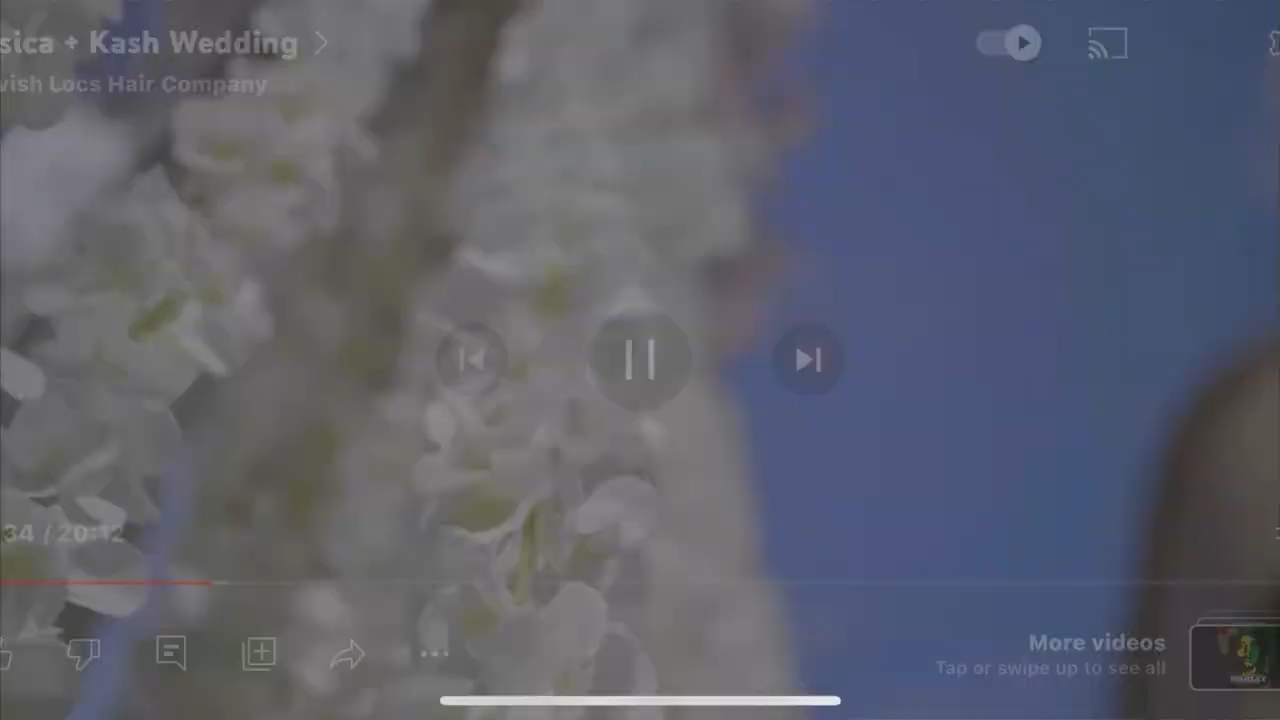 sica + Kash Wedding
vish Locs Hair Company
34 / 20:12
More videos
Tap or swipe up to see all